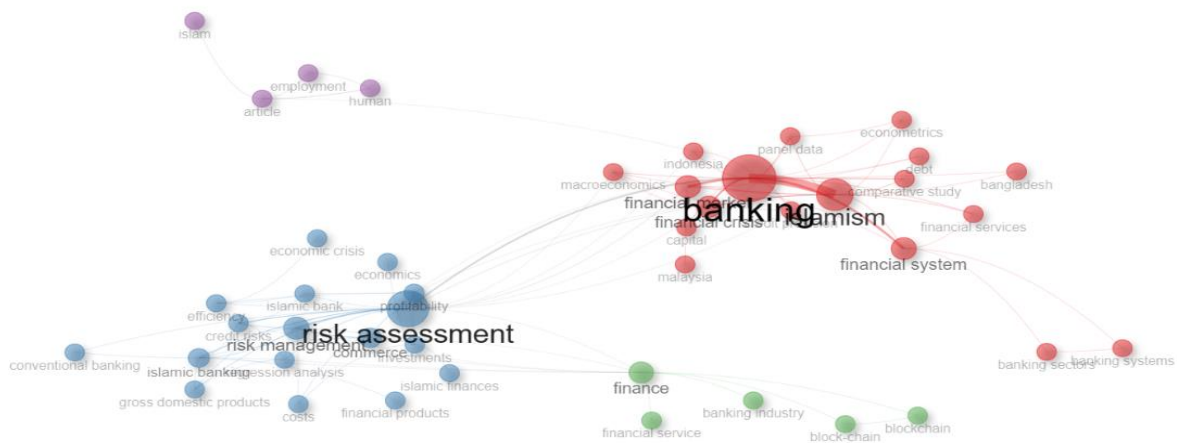 islam
employment
human
article
econometrics
panel data
indonesia
debt
macroeconomics
comparative study
bangladesh
financial market
banking
islamism
financial crisis
financial services
capital
economic crisis
financial system
economics
malaysia
islamic bank
profitability
efficiency
credit risks
risk assessment
risk management
commerce
investments
banking sectors
banking systems
conventional banking
islamic banking
regression analysis
islamic finances
finance
gross domestic products
costs
financial products
banking industry
financial service
block-chain
blockchain